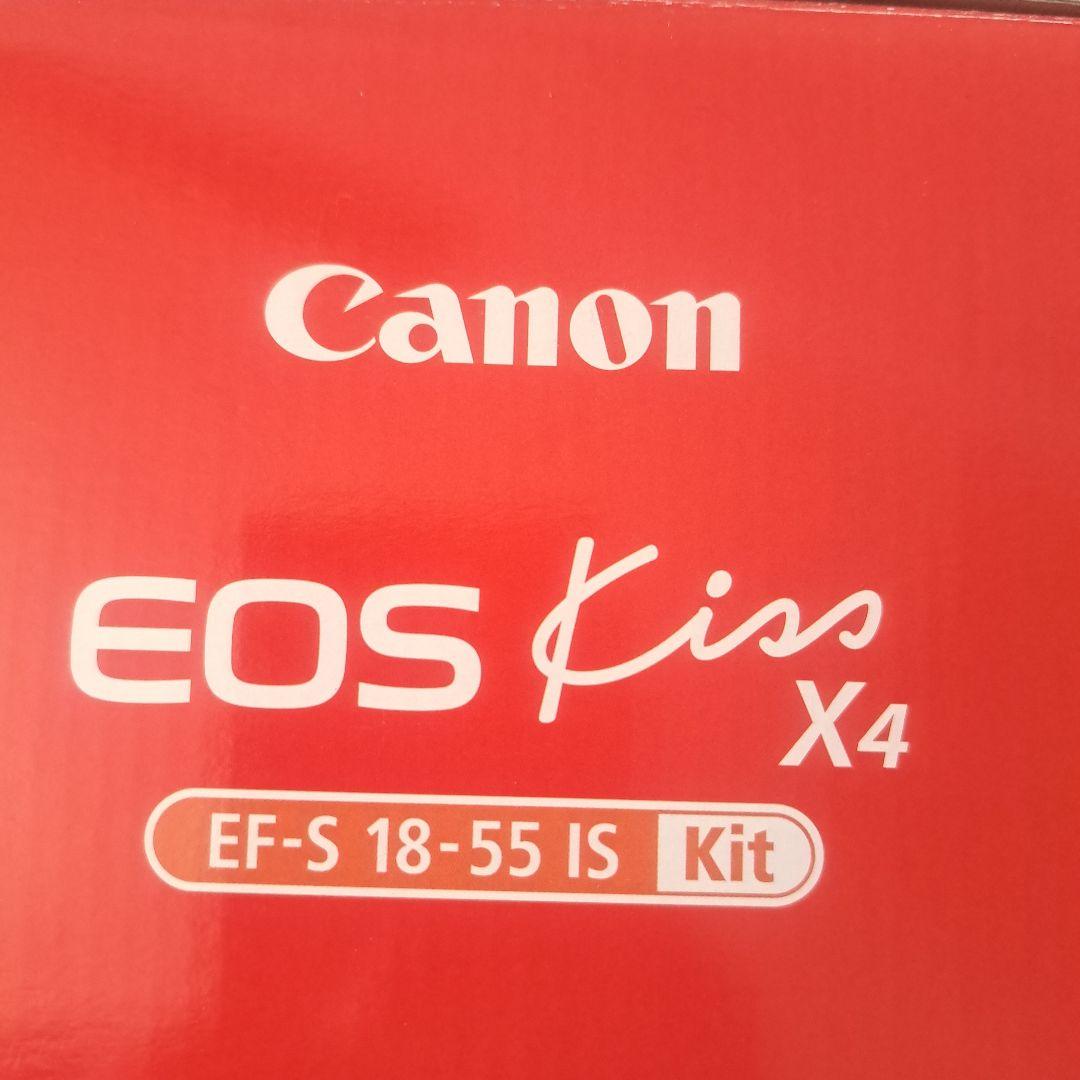 Canon
EOS Kiss
X4
EF-S 18-55 IS Kit